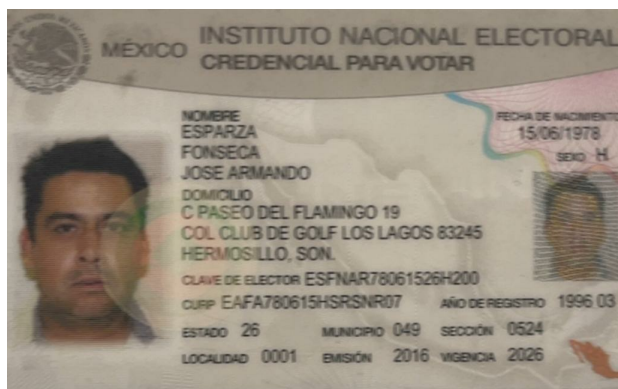 MÉXICO INSTITUTO NACIONAL ELECTORAL
CREDENCIAL PARA VOTAR
NOMBRE
ESPARZA
FONSECA
JOSE ARMANDO
FECHA DE NACIMIENTO
15/06/1978
SEXO H
DOMICILIO
C PASEO DEL FLAMINGO 19
COL CLUB DE GOLF LOS LAGOS 83245
HERMOSILLO, SON.
CLAVE DE ELECTOR ESFNAR78061526H200
CURP EAFA780615HSRSNR07 AÑO DE REGISTRO 1996 03
ESTADO 26 MUNICIPIO 049 SECCIÓN 0524
LOCALIDAD 0001 EMISIÓN 2016 VIGENCIA 2026